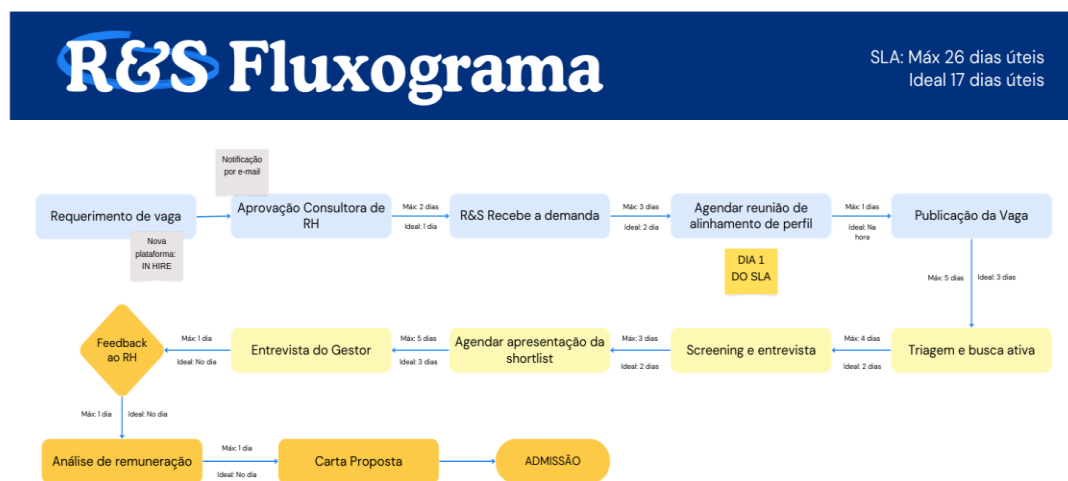 R&S Fluxograma
SLA: Máx 26 dias úteis
Ideal 17 dias úteis
Notificação
por e-mail
Requerimento de vaga
Nova
plataforma:
IN HIRE
Aprovação Consultora de
RH
Máx: 2 dias
Ideal: 1 dia
R&S Recebe a demanda
Máx: 3 dias
Ideal: 2 dia
Agendar reunião de
alinhamento de perfil
DIA 1
DO SLA
Máx: 1 dias
Ideal: Na
hora
Publicação da Vaga
Máx: 5 dias
Ideal: 3 dias
Triagem e busca ativa
Máx: 4 dias
Ideal: 2 dias
Screening e entrevista
Máx: 3 dias
Ideal: 2 dias
Agendar apresentação da
shortlist
Máx: 5 dias
Ideal: 3 dias
Entrevista do Gestor
Máx: 1 dia
Ideal: No dia
Feedback
ao RH
Máx: 1 dia
Ideal: No dia
Análise de remuneração
Máx: 1 dia
Ideal: No dia
Carta Proposta
ADMISSÃO